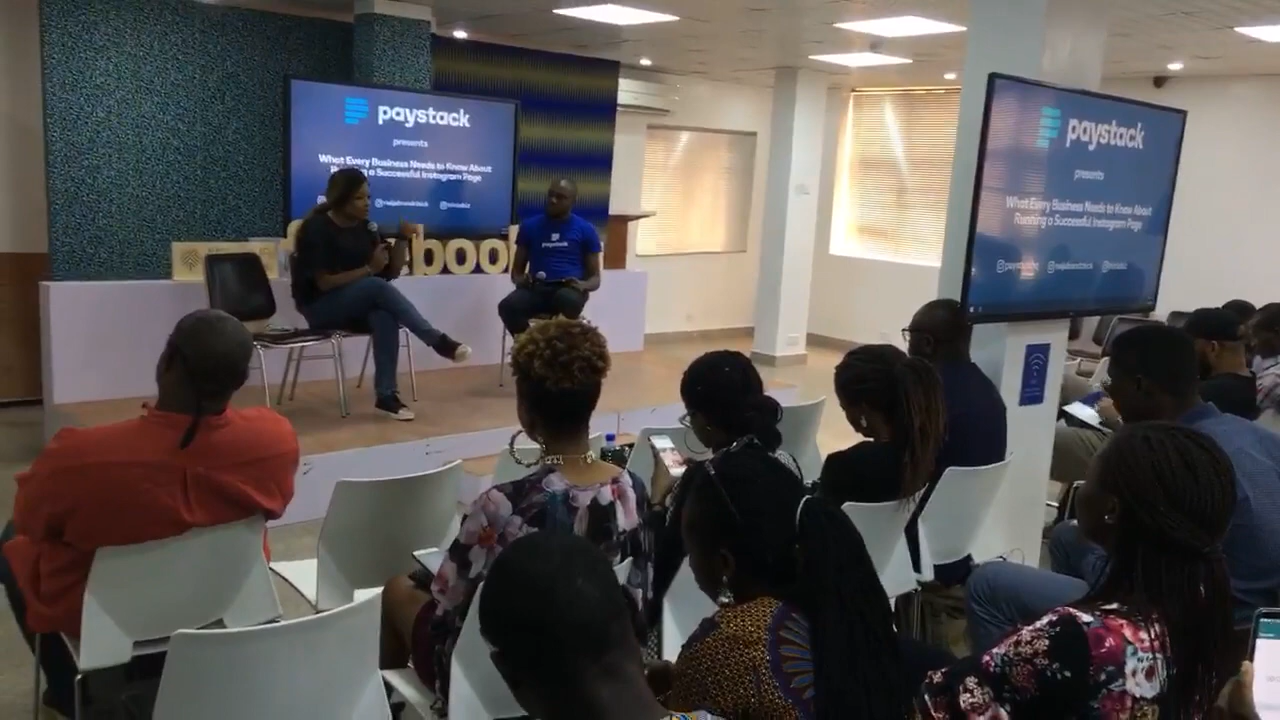 paystack
presents
What Every Business Needs to Know About
Running a Successful Instagram Page
book
paystack
paystack
presents
What Every Business Needs to Know About
Running a Successful Instagram Page